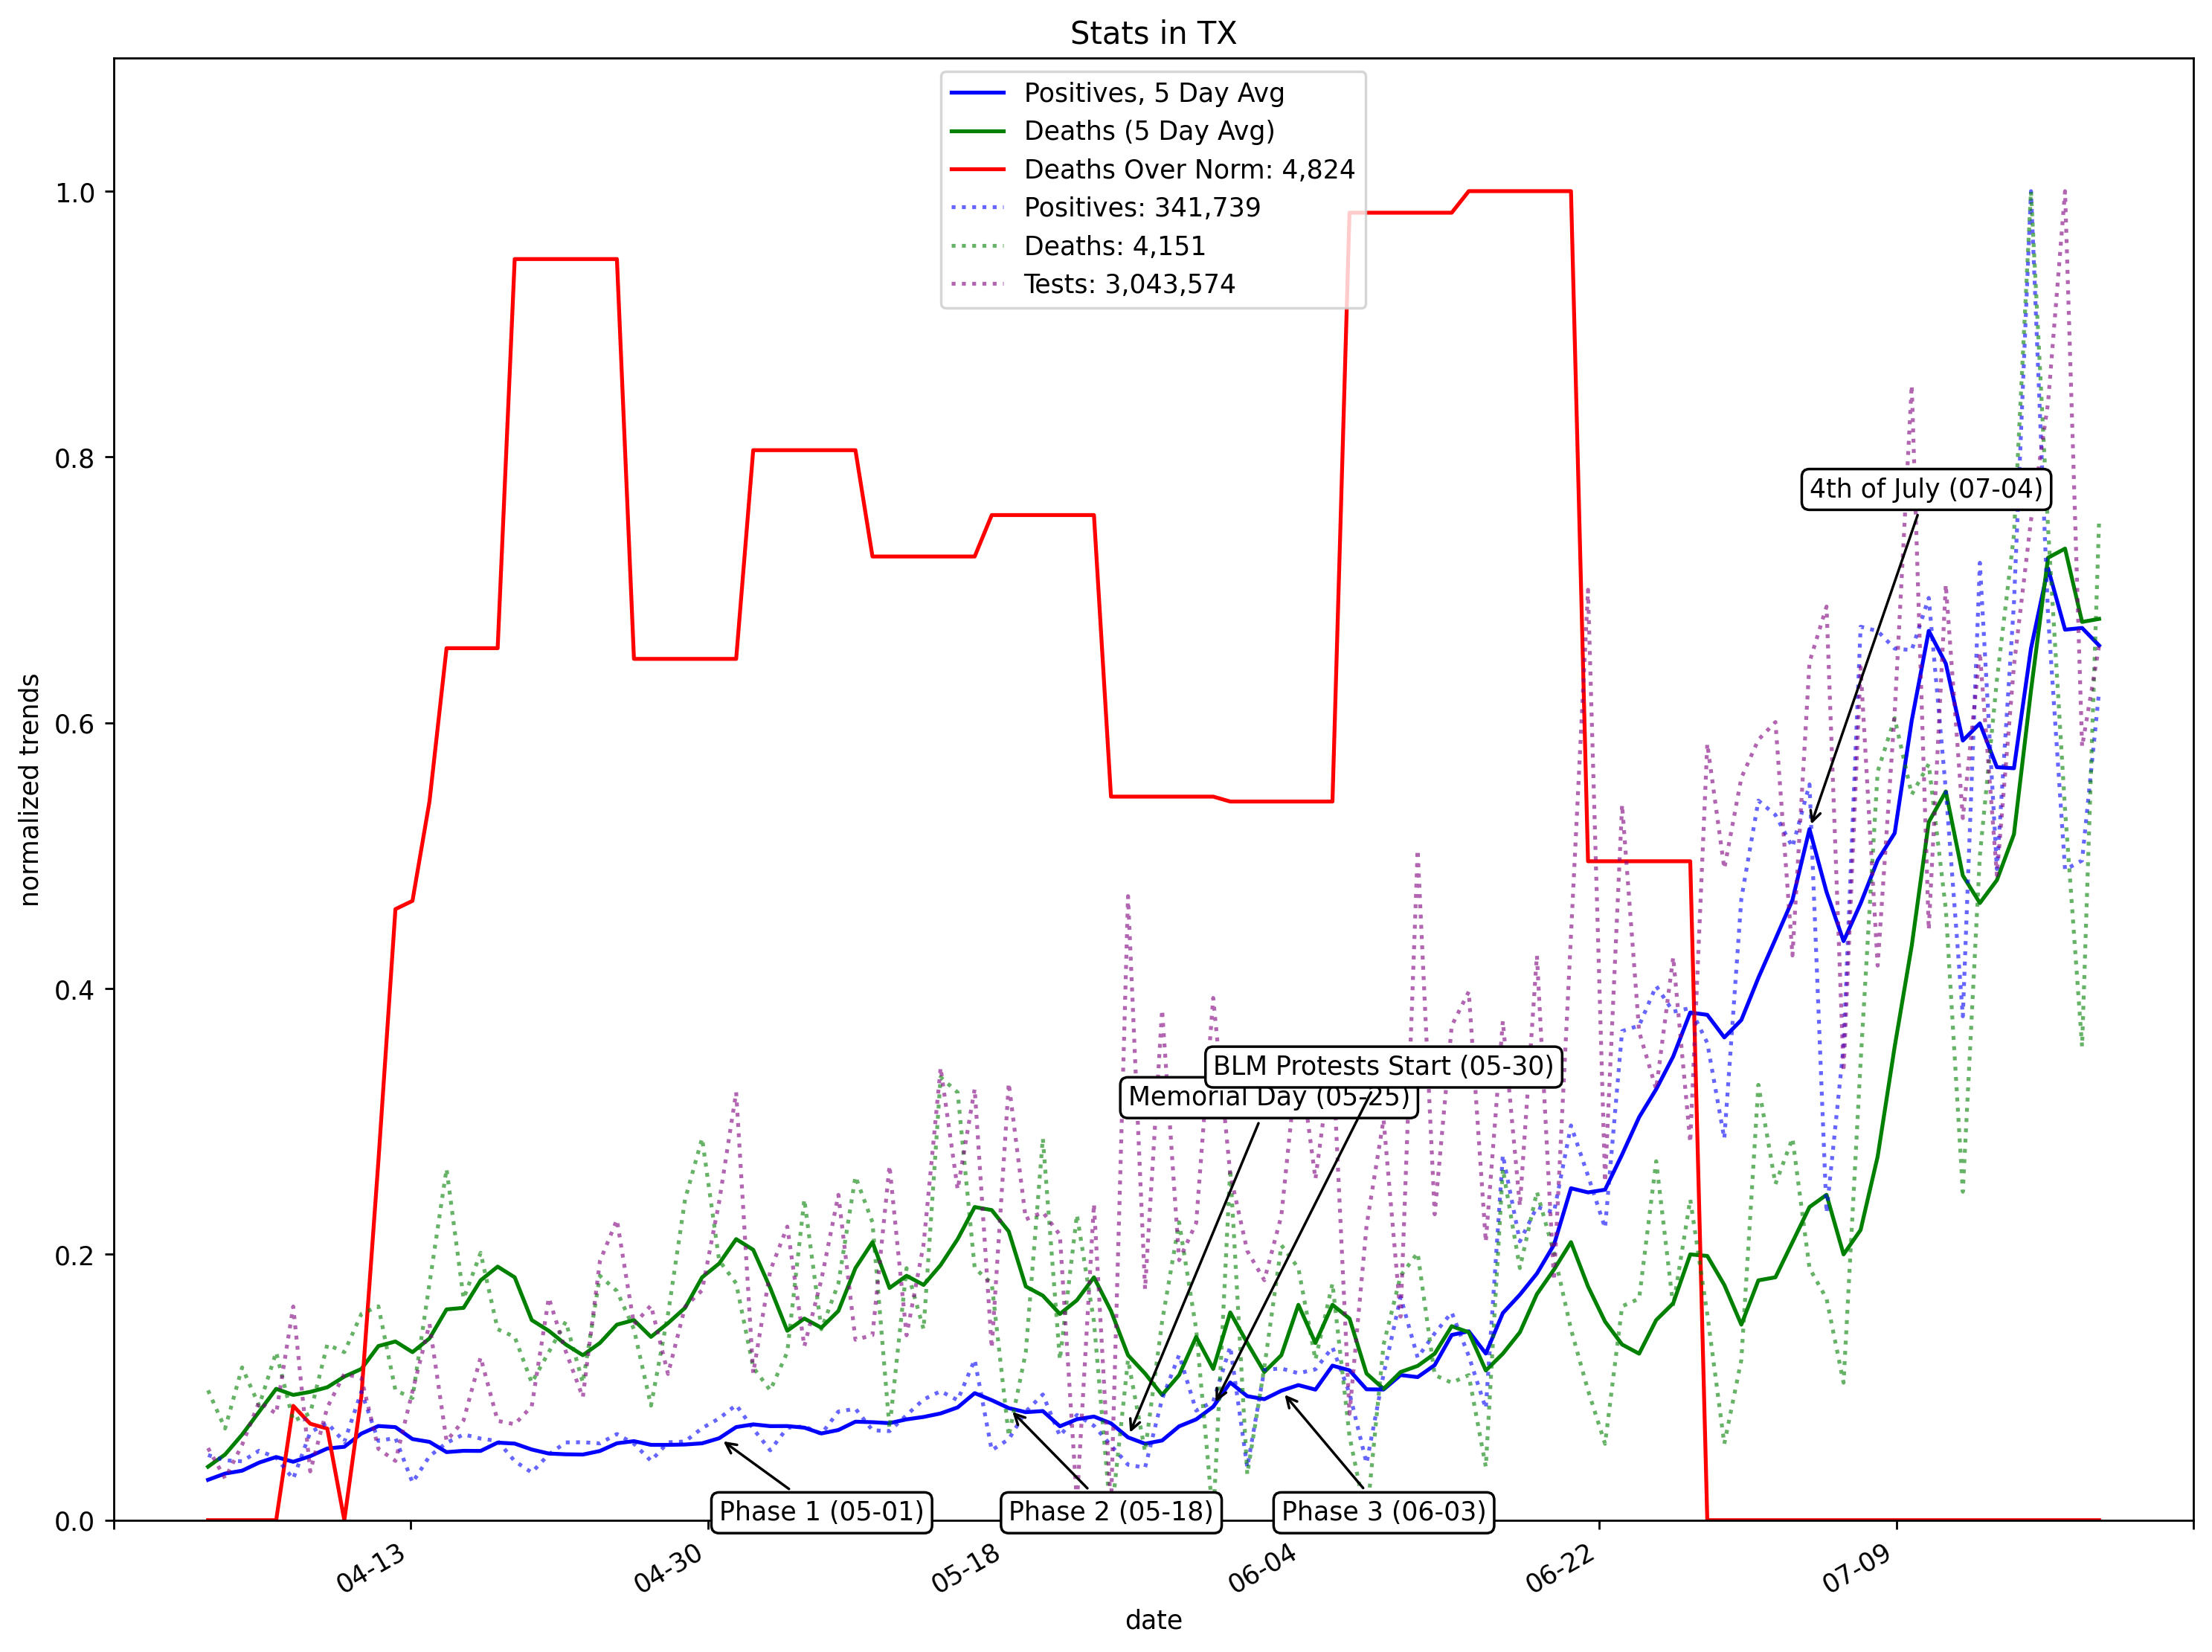 Stats in TX
Positives, 5 Day Avg
Deaths (5 Day Avg)
Deaths Over Norm: 4,824
Positives: 341,739
Deaths: 4,151
Tests: 3,043,574
1.0
0.8
0.6
0.4
0.2
0.0
normalized trends
4th of July (07-04)
BLM Protests Start (05-30)
Memorial Day (05-25)
Phase 1 (05-01)
Phase 2 (05-18)
Phase 3 (06-03)
04-13
04-30
05-18
06-04
06-22
07-09
date